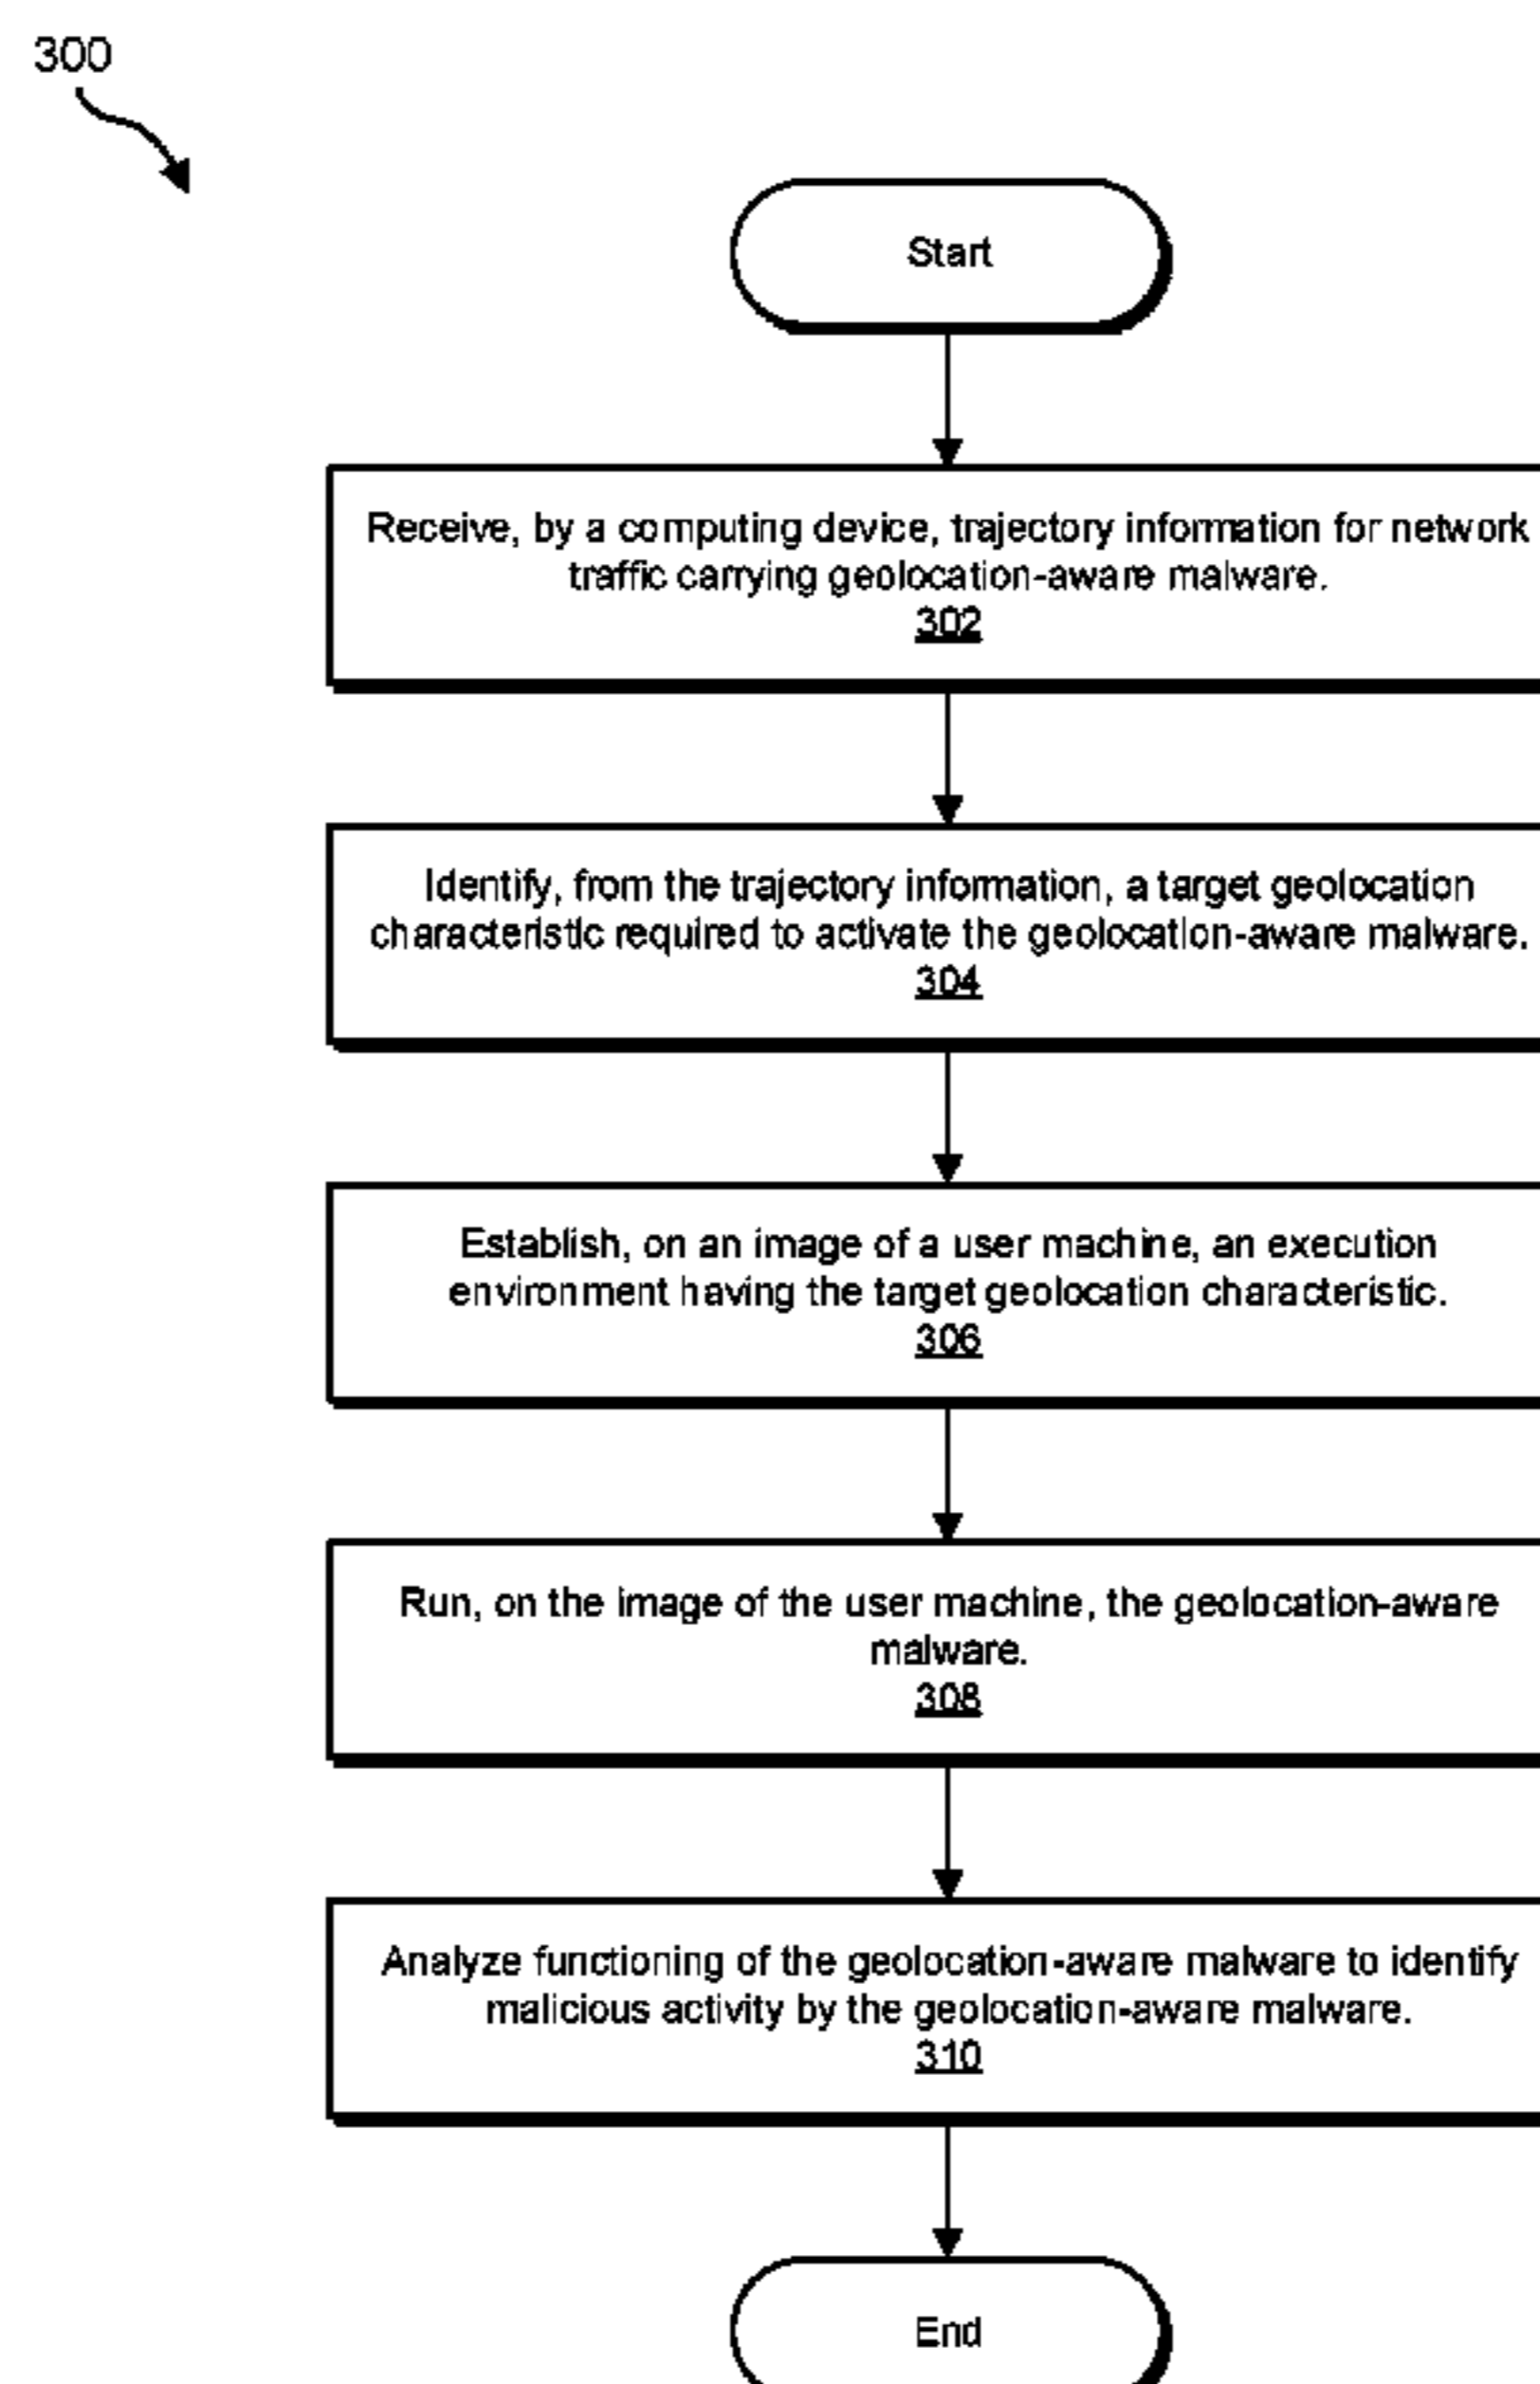 300
Start
Receive, by a computing device, trajectory information for network
traffic carrying geolocation-aware malware.
302
Identify, from the trajectory information, a target geolocation
characteristic required to activate the geolocation-aware malware.
304
Establish, on an image of a user machine, an execution
environment having the target geolocation characteristic.
306
Run, on the image of the user machine, the geolocation-aware
malware.
308
Analyze functioning of the geolocation-aware malware to identify
malicious activity by the geolocation-aware malware.
310
End